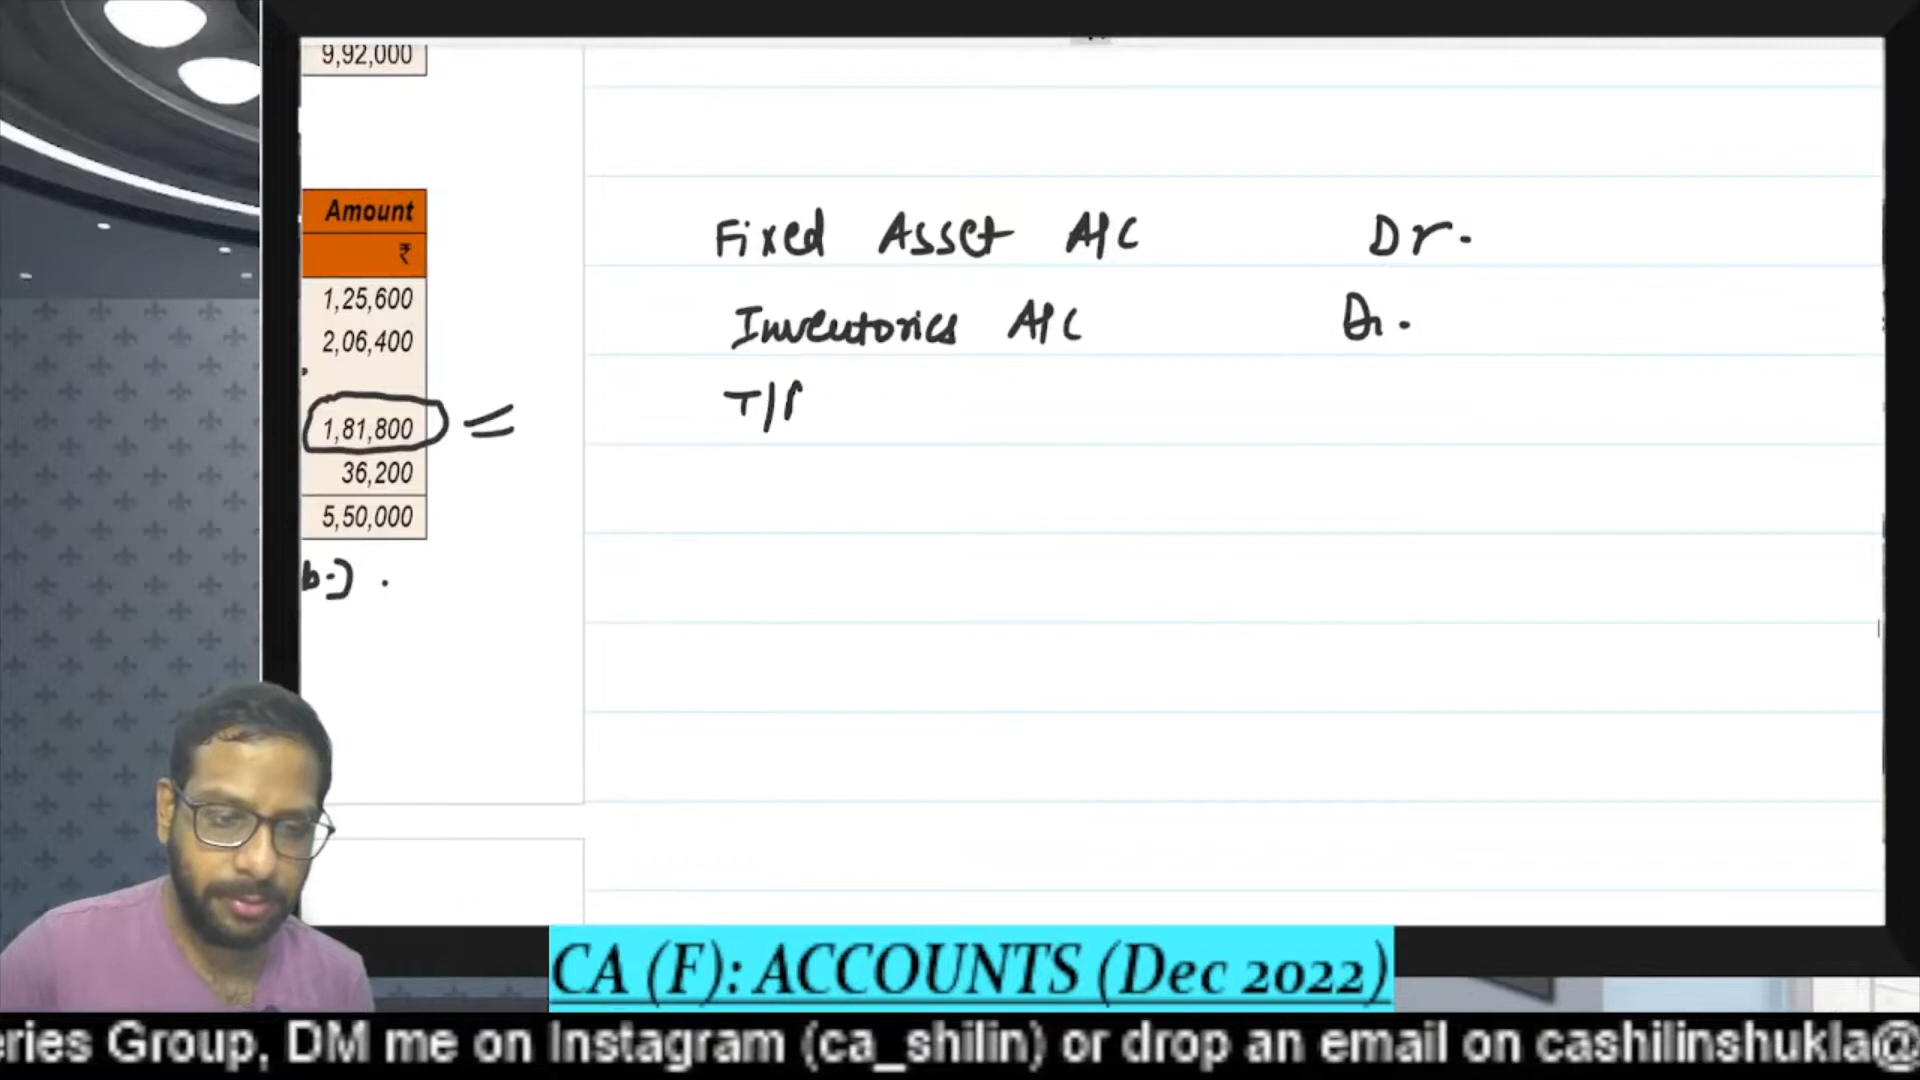 9,92,000
Amount
₹
1,25,600
2,06,400
1,81,800 =
36,200
5,50,000
b.) .
Fixed Asset A/C Dr.
Inventories A/C Dr.
T/R
CA (F): ACCOUNTS (Dec 2022)
eries Group, DM me on Instagram (ca_shilin) or drop an email on cashilinshukla@